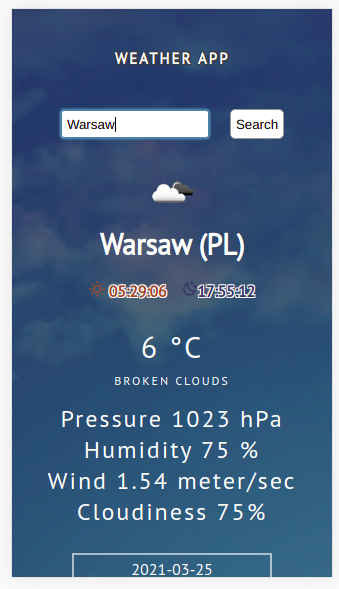 WEATHER APP
Warsaw Search
Warsaw (PL)
05:29:06 17:55:12
6 °C
BROKEN CLOUDS
Pressure 1023 hPa
Humidity 75 %
Wind 1.54 meter/sec
Cloudiness 75%
2021-03-25